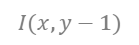 I(x, y − 1)